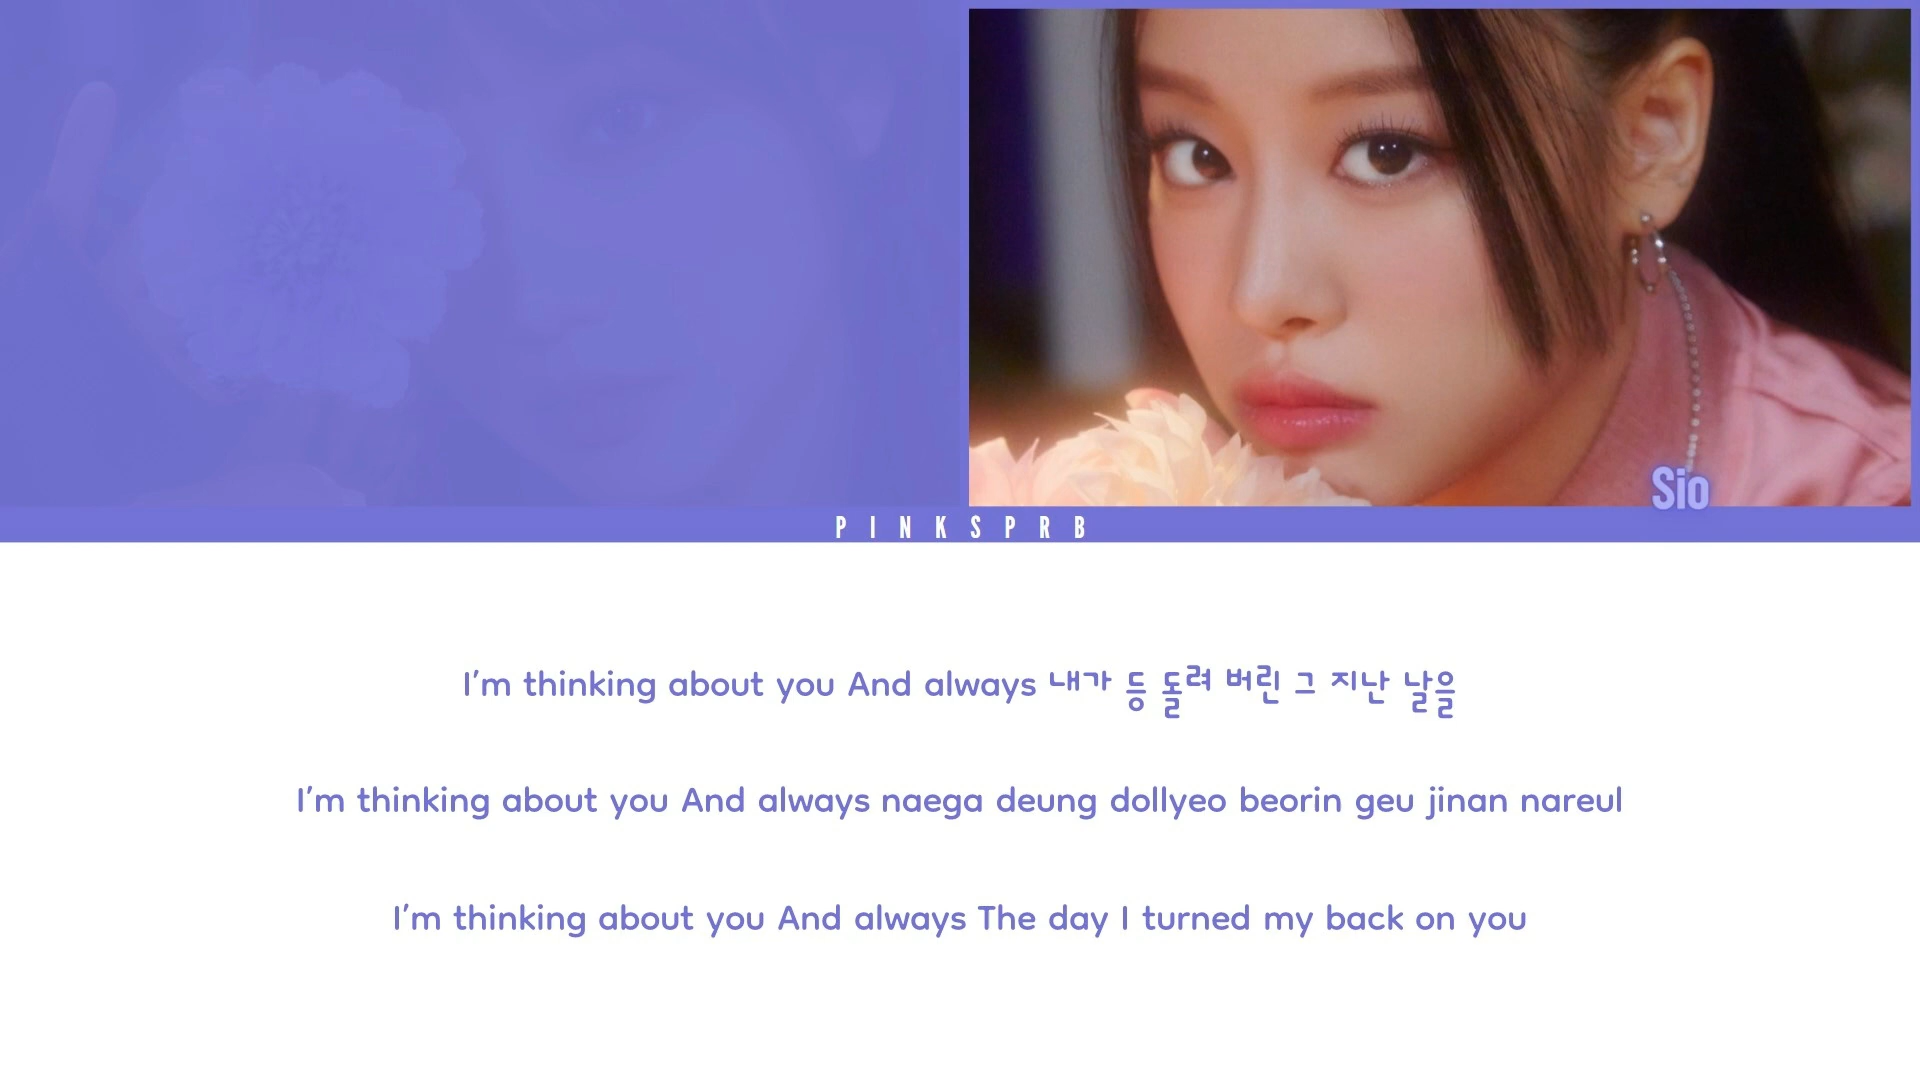 Sio
PINKSPRB
I'm thinking about you And always 내가 등 돌려 버린 그 지난 날을
I'm thinking about you And always naega deung dollyeo beorin geu jinan nareul
I'm thinking about you And always The day I turned my back on you